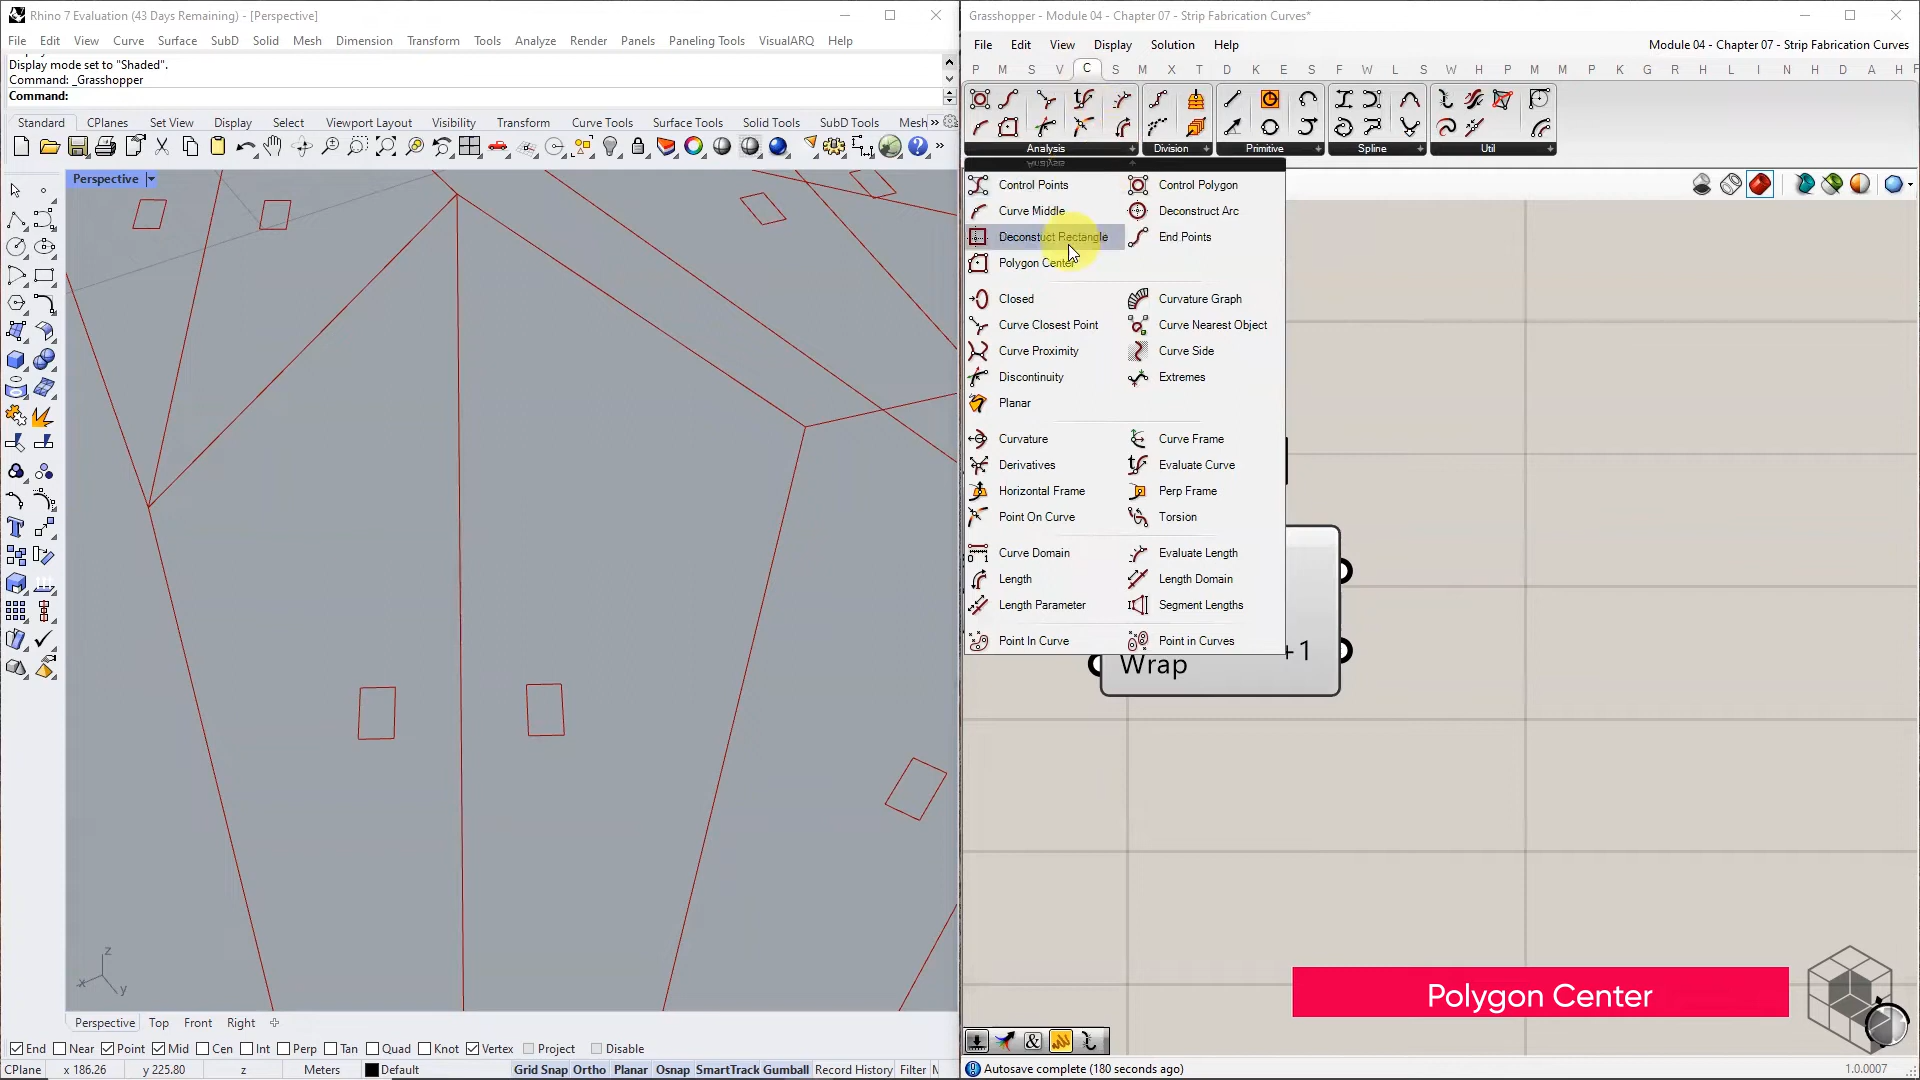 Rhino 7 Evaluation (43 Days Remaining) - [Perspective]
File Edit View Curve Surface SubD Solid Mesh Dimension Transform Tools Analyze Render Panels Paneling Tools VisualARQ Help
Display mode set to "Shaded".
Command: _Grasshopper
Command:
Standard CPlanes Set View Display Select Viewport Layout Visibility Transform Curve Tools Surface Tools Solid Tools SubD Tools Mesh »
Perspective
z
x
y
Perspective Top Front Right
End Near Point Mid Cen Int Perp Tan Quad Knot Vertex Project Disable
CPlane x 186.26 y 225.80 z Meters Default Grid Snap Ortho Planar Osnap SmartTrack Gumball Record History Filter
Grasshopper - Module 04 - Chapter 07 - Strip Fabrication Curves*
File Edit View Display Solution Help
Module 04 - Chapter 07 - Strip Fabrication Curves
P M S V C S M X T D K E S F W L S W H P M M P K G R L I N H D A H F
Analysis Division Primitive Spline Util
Analysis
Control Points Control Polygon
Curve Middle Deconstruct Arc
Deconstuct Rectangle End Points
Polygon Center
Closed Curvature Graph
Curve Closest Point Curve Nearest Object
Curve Proximity Curve Side
Discontinuity Extremes
Planar
Curvature Curve Frame
Derivatives Evaluate Curve
Horizontal Frame Perp Frame
Point On Curve Torsion
Curve Domain Evaluate Length
Length Length Domain
Length Parameter Segment Lengths
Point In Curve Point in Curves
Wrap +1
Polygon Center
Autosave complete (180 seconds ago)
1.0.0007